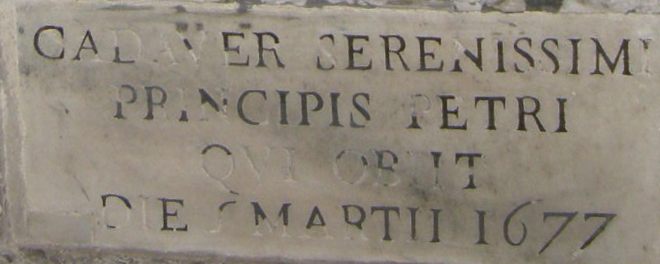 CADAVER SERENISSIMI
PRINCIPIS PETRI
QVI OBIIT
DIE MARTII 1677